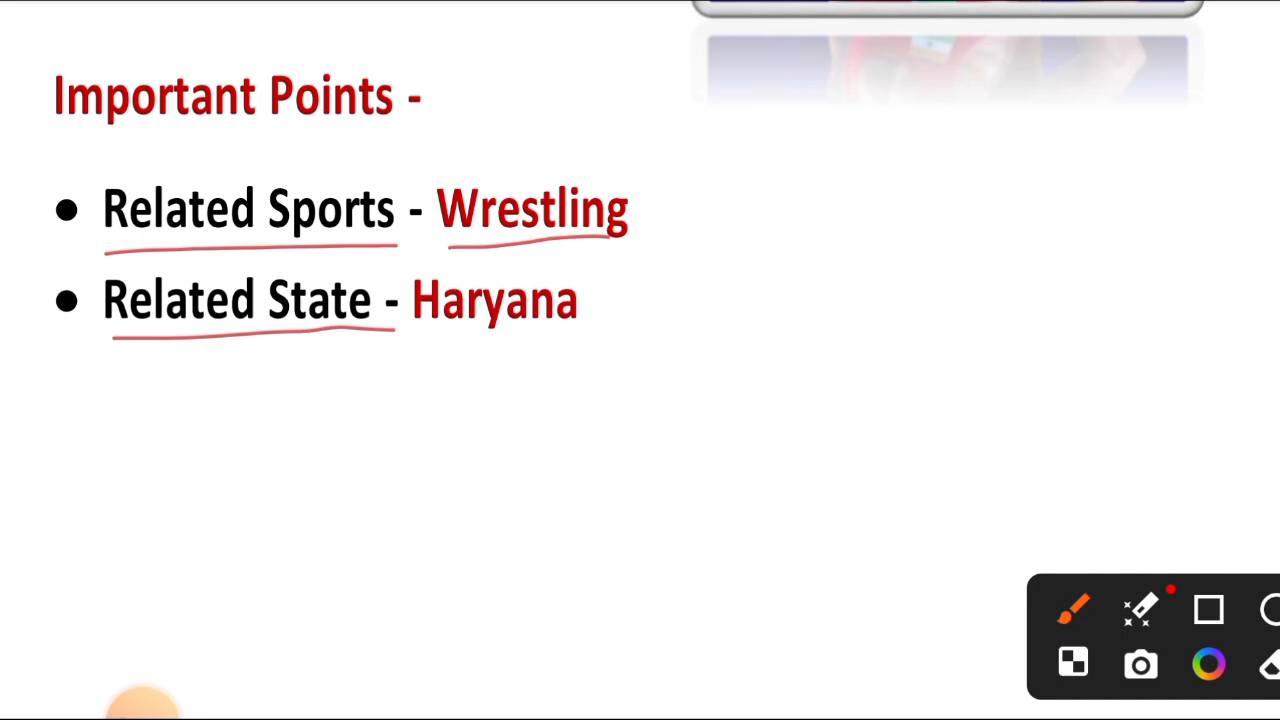 Important Points -
● Related Sports - Wrestling
● Related State - Haryana